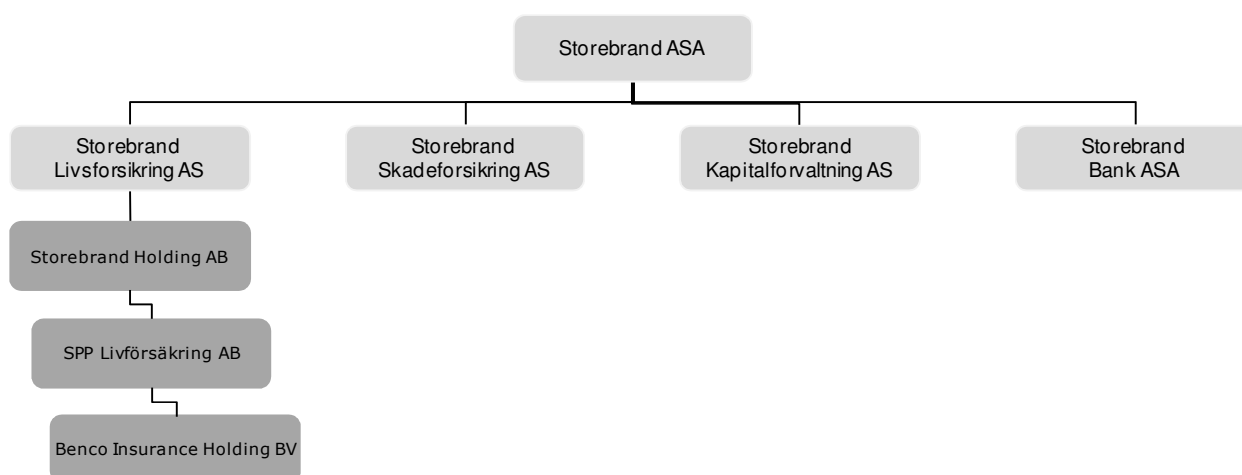 Storebrand ASA
Storebrand
Livsforsikring AS
Storebrand
Skadeforsikring AS
Storebrand
Kapitalforvaltning AS
Storebrand
Bank ASA
Storebrand Holding AB
SPP Livförsäkring AB
Benco Insurance Holding BV